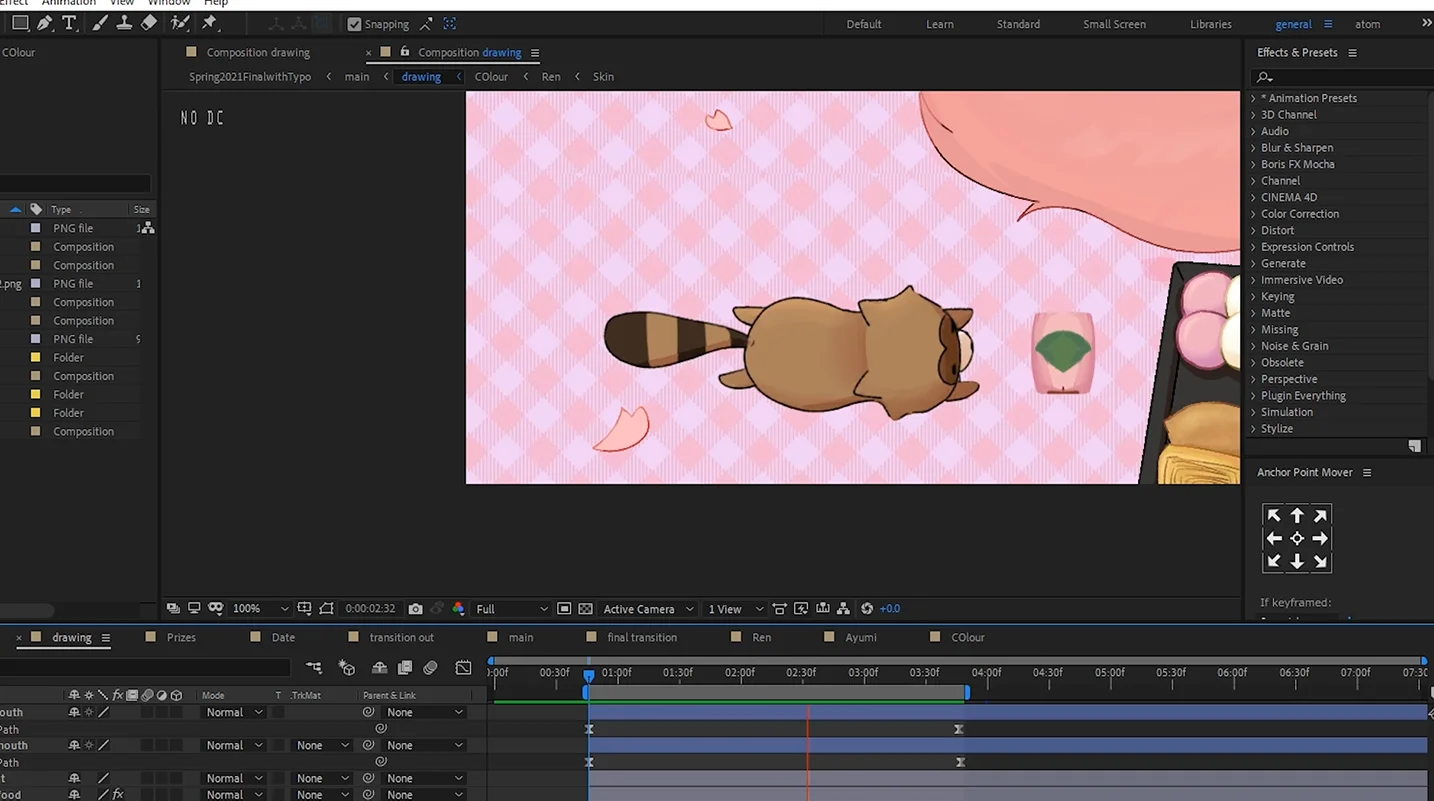 Effect Animation View Window Help
Snapping
Default Learn Standard Small Screen Libraries general atom
COlour
Composition drawing
× Composition drawing
Spring2021FinalwithTypo main drawing COlour Ren Skin
NO DC
Type Size
PNG file 1
Composition
Composition
2.png PNG file 1
Composition
Composition
PNG file 9
Folder
Composition
Folder
Folder
Composition
Effects & Presets
* Animation Presets
3D Channel
Audio
Blur & Sharpen
Boris FX Mocha
Channel
CINEMA 4D
Color Correction
Distort
Expression Controls
Generate
Immersive Video
Keying
Matte
Missing
Noise & Grain
Obsolete
Perspective
Plugin Everything
Simulation
Stylize
Anchor Point Mover
If keyframed:
100% 0:00:02:32 Full Active Camera 1 View +0.0
× drawing Prizes Date transition out main final transition Ren Ayumi COlour
:00f 00:30f 01:00f 01:30f 02:00f 02:30f 03:00f 03:30f 04:00f 04:30f 05:00f 05:30f 06:00f 06:30f 07:00f 07:30
fx Mode T .TrkMat Parent & Link
outh Normal None
Path
mouth Normal None None
Path
t Normal None None
ood fx Normal None None